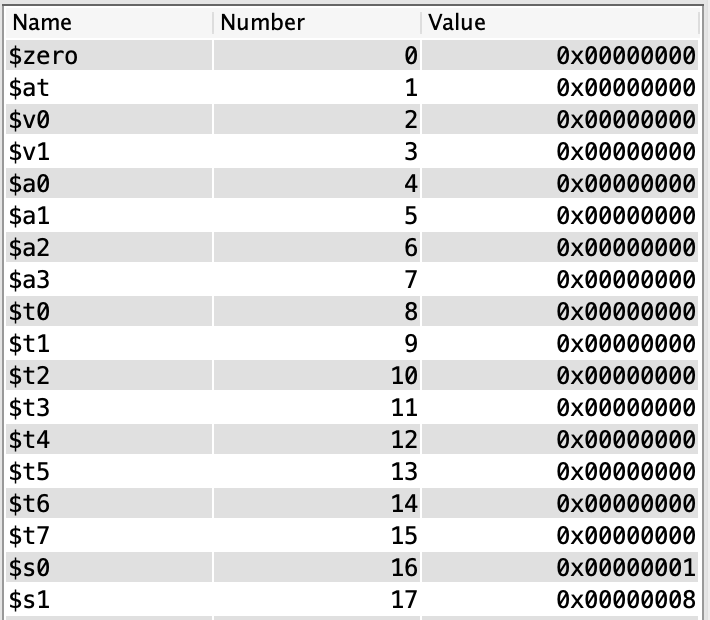 Name Number Value
$zero 0 0x00000000
$at 1 0x00000000
$v0 2 0x00000000
$v1 3 0x00000000
$a0 4 0x00000000
$a1 5 0x00000000
$a2 6 0x00000000
$a3 7 0x00000000
$t0 8 0x00000000
$t1 9 0x00000000
$t2 10 0x00000000
$t3 11 0x00000000
$t4 12 0x00000000
$t5 13 0x00000000
$t6 14 0x00000000
$t7 15 0x00000000
$s0 16 0x00000001
$s1 17 0x00000008